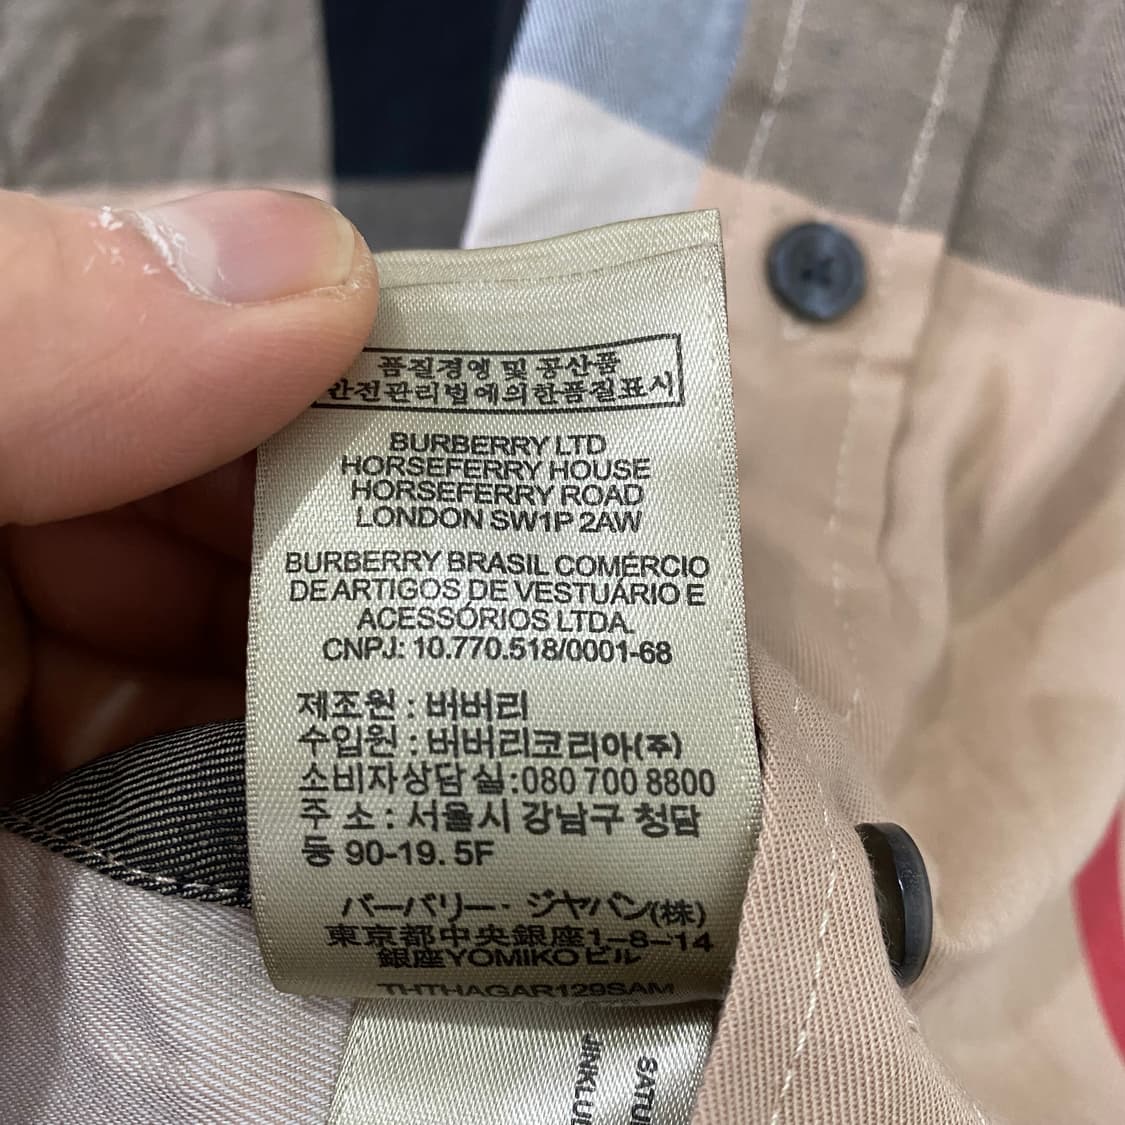 품질경영 및 공산품
안전관리법에의한품질표시
BURBERRY LTD
HORSEFERRY HOUSE
HORSEFERRY ROAD
LONDON SW1P 2AW
BURBERRY BRASIL COMÉRCIO
DE ARTIGOS DE VESTUÁRIO E
ACESSÓRIOS LTDA.
CNPJ: 10.770.518/0001-68
제조원 : 버버리
수입원 : 버버리코리아(주)
소비자상담실:080 700 8800
주 소 : 서울시 강남구 청담
동 90-19. 5F
バーバリー・ジャパン(株)
東京都中央銀座1-8-14
銀座YOMIKOビル
THTHAGAR129SAM